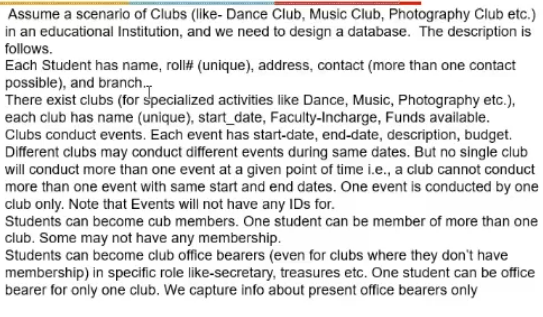 Assume a scenario of Clubs (like- Dance Club, Music Club, Photography Club etc.)
in an educational Institution, and we need to design a database. The description is
follows.
Each Student has name, roll# (unique), address, contact (more than one contact
possible), and branch.
There exist clubs (for specialized activities like Dance, Music, Photography etc.),
each club has name (unique), start_date, Faculty-Incharge, Funds available.
Clubs conduct events. Each event has start-date, end-date, description, budget.
Different clubs may conduct different events during same dates. But no single club
will conduct more than one event at a given point of time i.e., a club cannot conduct
more than one event with same start and end dates. One event is conducted by one
club only. Note that Events will not have any IDs for.
Students can become cub members. One student can be member of more than one
club. Some may not have any membership.
Students can become club office bearers (even for clubs where they don't have
membership) in specific role like-secretary, treasures etc. One student can be office
bearer for only one club. We capture info about present office bearers only